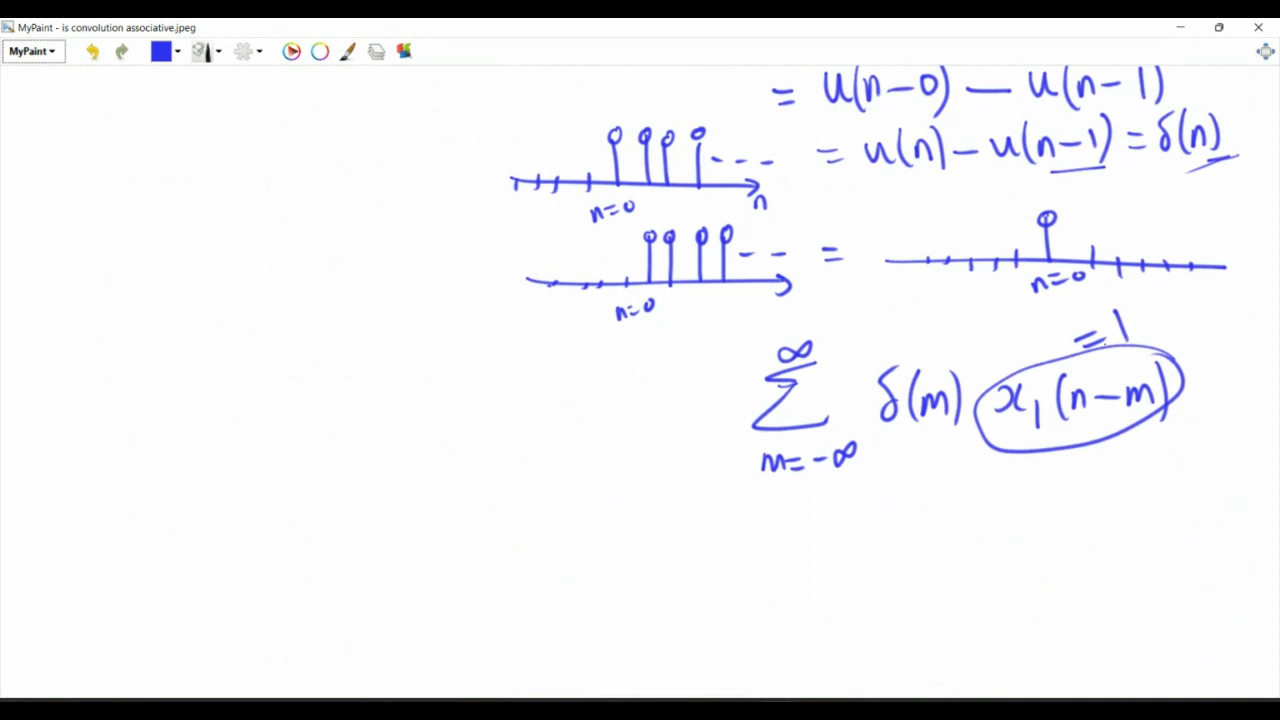 MyPaint - is convolution associative.jpeg
MyPaint
= u(n-0) - u(n-1)
= u(n) - u(n-1) = δ(n)
n=0
n
n=0
=
n=0
=1
∞
Σ δ(m) x₁(n-m)
m=-∞